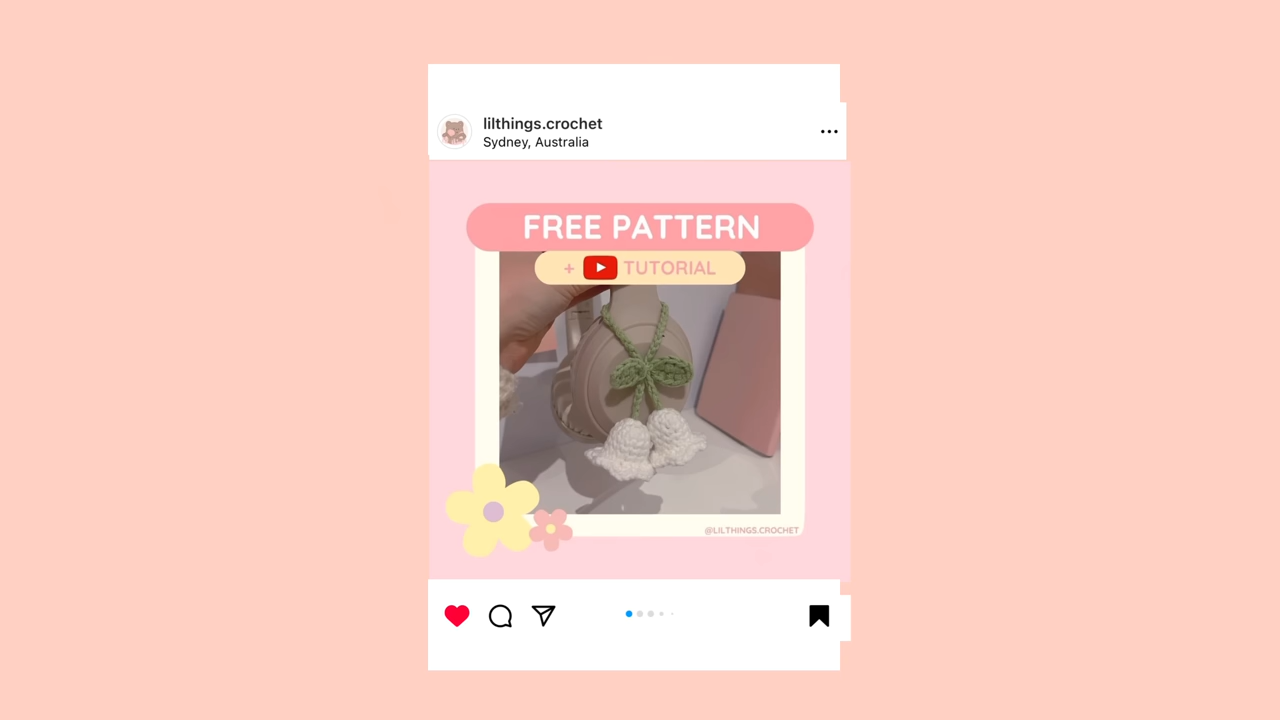 lilthings.crochet
Sydney, Australia
FREE PATTERN
+ TUTORIAL
@LILTHINGS.CROCHET